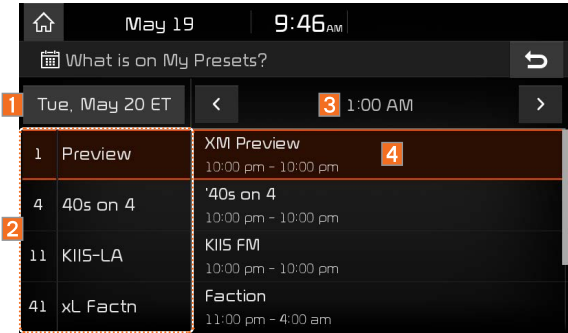 May 19 9:46 AM
What is on My Presets?
1 Tue, May 20 ET < 3 1:00 AM >
2
1 Preview XM Preview 4
10:00 pm - 10:00 pm
4 40s on 4 '40s on 4
10:00 pm - 10:00 pm
11 KIIS-LA KIIS FM
10:00 pm - 10:00 pm
41 xL Factn Faction
11:00 pm - 4:00 am